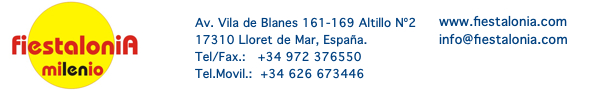 fiestaloniA
milenio
Av. Vila de Blanes 161-169 Altillo Nº2
17310 Lloret de Mar, España.
Tel/Fax.: +34 972 376550
Tel.Movil.: +34 626 673446
www.fiestalonia.com
info@fiestalonia.com